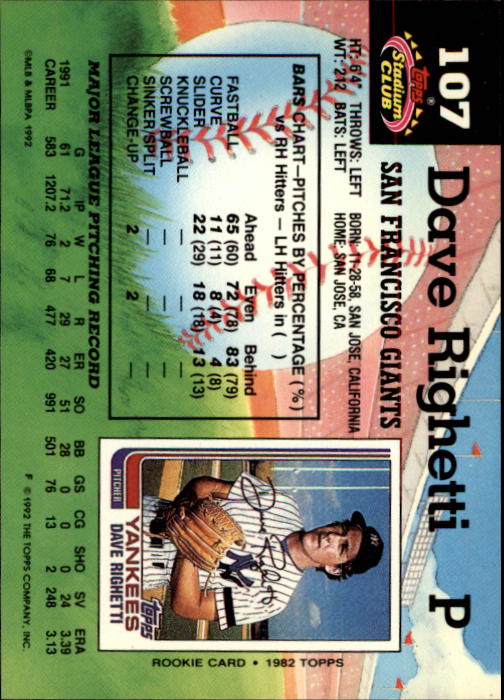 107
Topps®
Stadium
CLUB
Dave Righetti P
SAN FRANCISCO GIANTS
HT: 6'4" THROWS: LEFT BORN: 11-28-58, SAN JOSE, CALIFORNIA
WT: 212 BATS: LEFT HOME: SAN JOSE, CA
BARS CHART—PITCHES BY PERCENTAGE (%)
vs RH Hitters — LH Hitters in ( )
Ahead Even Behind
FASTBALL 65 (60) 72 (78) 83 (79)
CURVE 11 (11) 8 (4) 4 (8)
SLIDER 22 (29) 18 (18) 13 (13)
KNUCKLEBALL — — —
SCREWBALL — — —
SINKER/SPLIT — — —
CHANGE-UP 2 2 —
Topps
YANKEES
PITCHER DAVE RIGHETTI
ROOKIE CARD • 1982 TOPPS
MAJOR LEAGUE PITCHING RECORD
G IP W L R ER SO BB GS CG SHO SV ERA
1991 61 71.2 2 7 29 27 51 28 0 0 0 24 3.39
CAREER 583 1207.2 76 68 477 420 991 501 76 13 2 248 3.13
©MLB & MLBPA 1992
F © 1992 THE TOPPS COMPANY, INC.